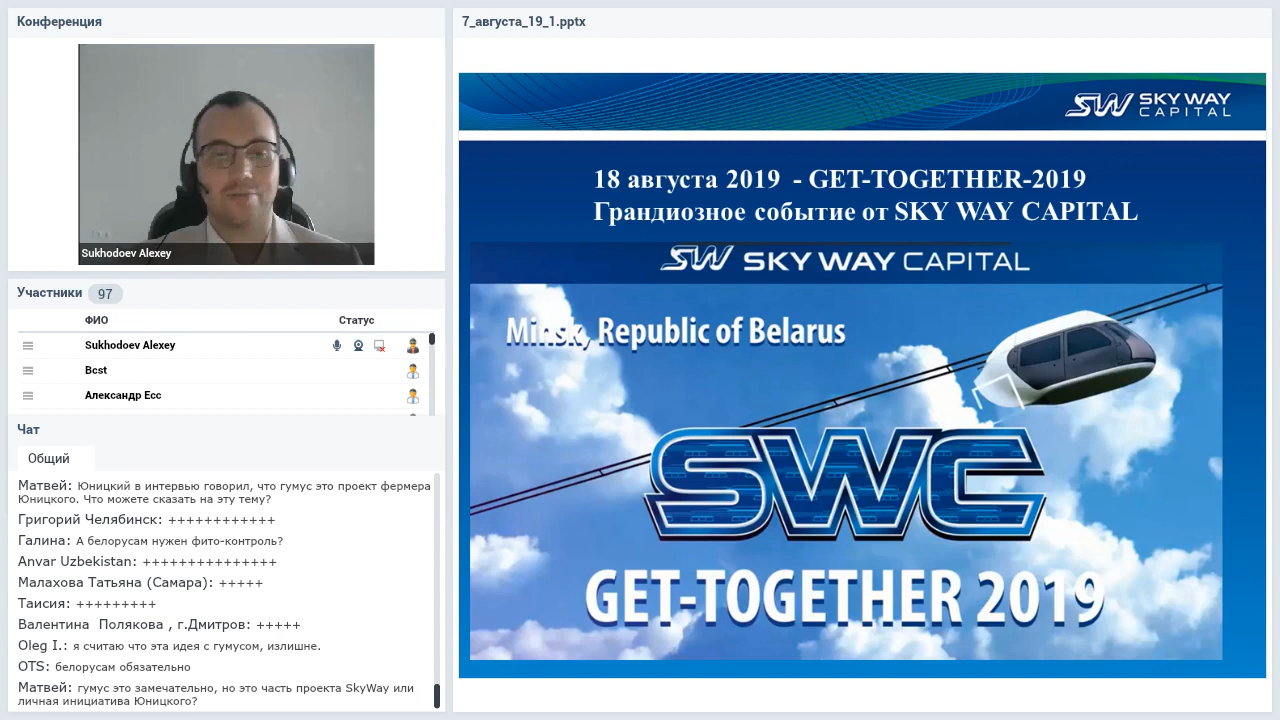 Конференция
Sukhodoev Alexey
Участники 97
ФИО Статус
Sukhodoev Alexey
Bcst
Александр Есс
Чат
Общий
Матвей: Юницкий в интервью говорил, что гумус это проект фермера
Юницкого. Что можете сказать на эту тему?
Григорий Челябинск: ++++++++++++
Галина: А белорусам нужен фито-контроль?
Anvar Uzbekistan: +++++++++++++++
Малахова Татьяна (Самара): +++++
Таисия: +++++++++
Валентина Полякова , г.Дмитров: +++++
Oleg I.: я считаю что эта идея с гумусом, излишне.
OTS: белорусам обязательно
Матвей: гумус это замечательно, но это часть проекта SkyWay или
личная инициатива Юницкого?
7_августа_19_1.pptx
SW SKY WAY
CAPITAL
18 августа 2019 - GET-TOGETHER-2019
Грандиозное событие от SKY WAY CAPITAL
SW SKY WAY CAPITAL
Minsk, Republic of Belarus
SWC
GET-TOGETHER 2019